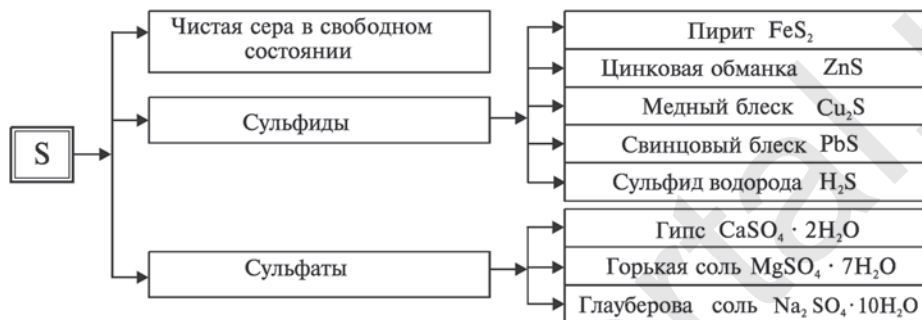 S
Чистая сера в свободном
состоянии
Сульфиды
Сульфаты
Пирит FeS₂
Цинковая обманка ZnS
Медный блеск Cu₂S
Свинцовый блеск PbS
Сульфид водорода H₂S
Гипс CaSO₄ · 2H₂O
Горькая соль MgSO₄ · 7H₂O
Глауберова соль Na₂ SO₄ · 10H₂O